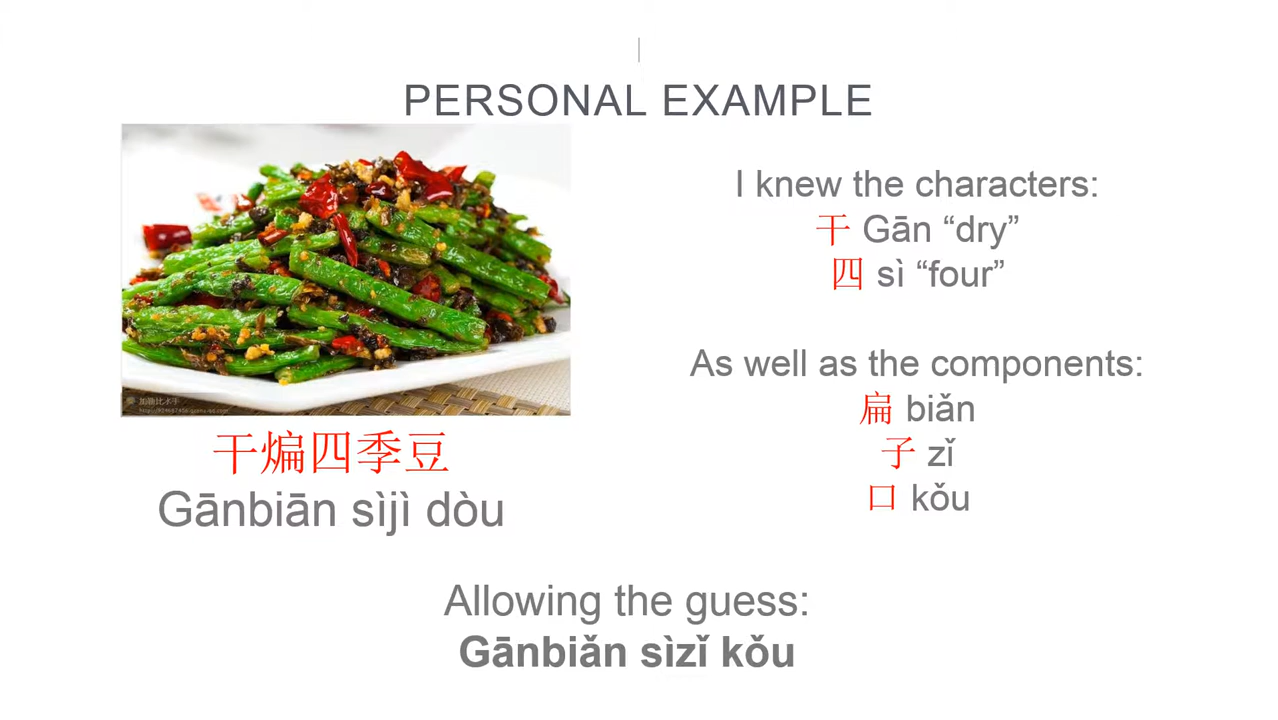 PERSONAL EXAMPLE
干煸四季豆
Gānbiān sìjì dòu
I knew the characters:
干 Gān “dry”
四 sì “four”
As well as the components:
扁 biǎn
子 zǐ
口 kǒu
Allowing the guess:
Gānbiǎn sìzǐ kǒu